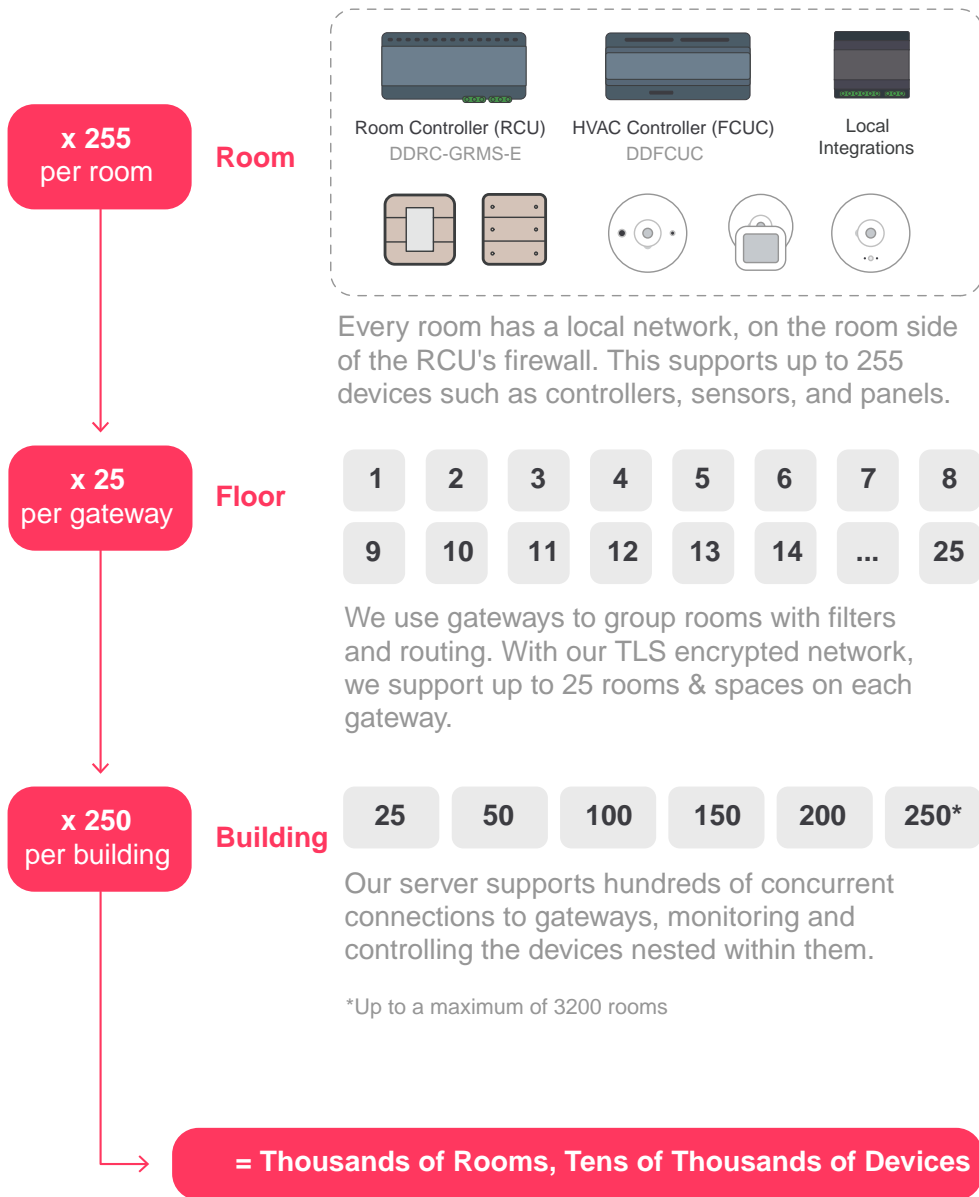 x 255
per room
Room
Room Controller (RCU)
DDRC-GRMS-E
HVAC Controller (FCUC)
DDFCUC
Local
Integrations
Every room has a local network, on the room side
of the RCU's firewall. This supports up to 255
devices such as controllers, sensors, and panels.
x 25
per gateway
Floor
1 2 3 4 5 6 7 8
9 10 11 12 13 14 ... 25
We use gateways to group rooms with filters
and routing. With our TLS encrypted network,
we support up to 25 rooms & spaces on each
gateway.
x 250
per building
Building
25 50 100 150 200 250*
Our server supports hundreds of concurrent
connections to gateways, monitoring and
controlling the devices nested within them.
*Up to a maximum of 3200 rooms
= Thousands of Rooms, Tens of Thousands of Devices